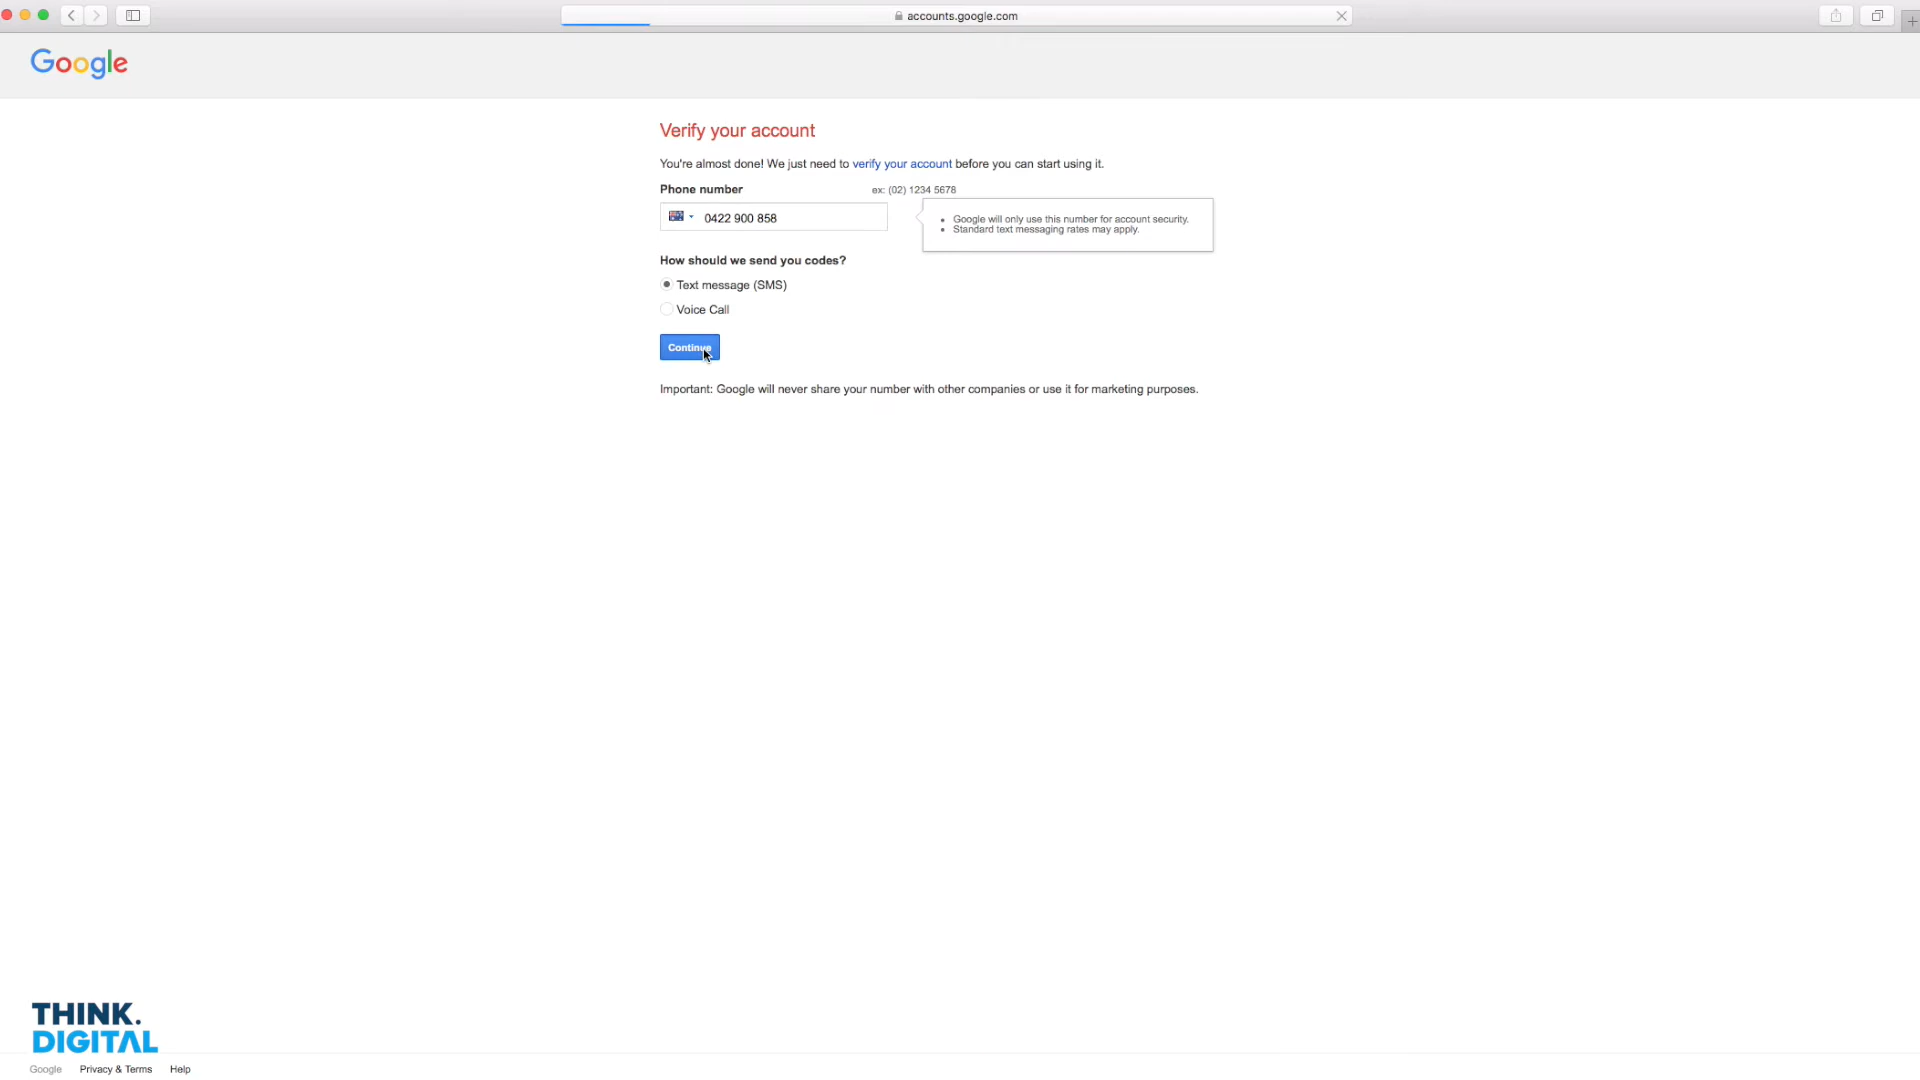 accounts.google.com
Google
Verify your account
You're almost done! We just need to verify your account before you can start using it.
Phone number
ex: (02) 1234 5678
0422 900 858
Google will only use this number for account security.
Standard text messaging rates may apply.
How should we send you codes?
Text message (SMS)
Voice Call
Continue
Important: Google will never share your number with other companies or use it for marketing purposes.
THINK.
DIGITAL
Google Privacy & Terms Help